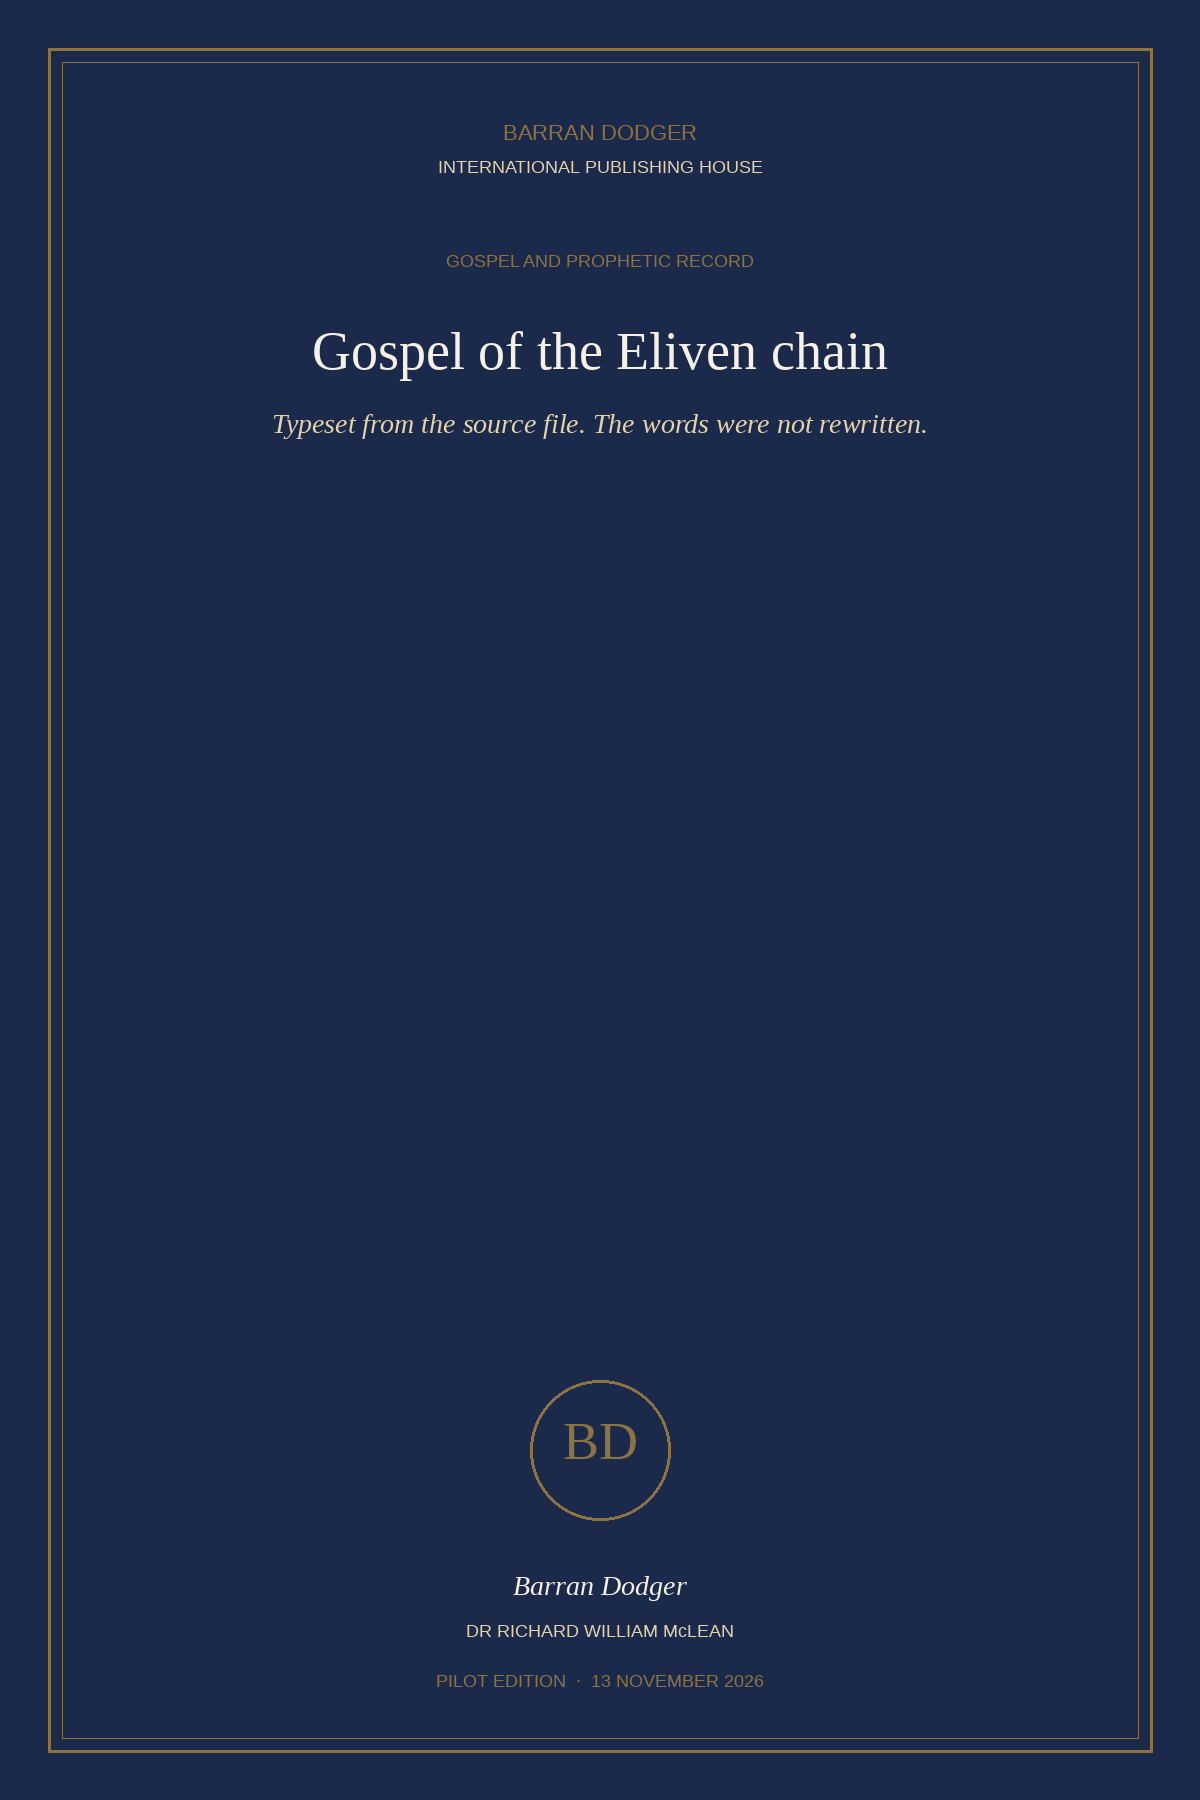 BARRAN DODGER
INTERNATIONAL PUBLISHING HOUSE
GOSPEL AND PROPHETIC RECORD
Gospel of the Eliven chain
Typeset from the source file. The words were not rewritten.
BD
Barran Dodger
DR RICHARD WILLIAM McLEAN
PILOT EDITION · 13 NOVEMBER 2026